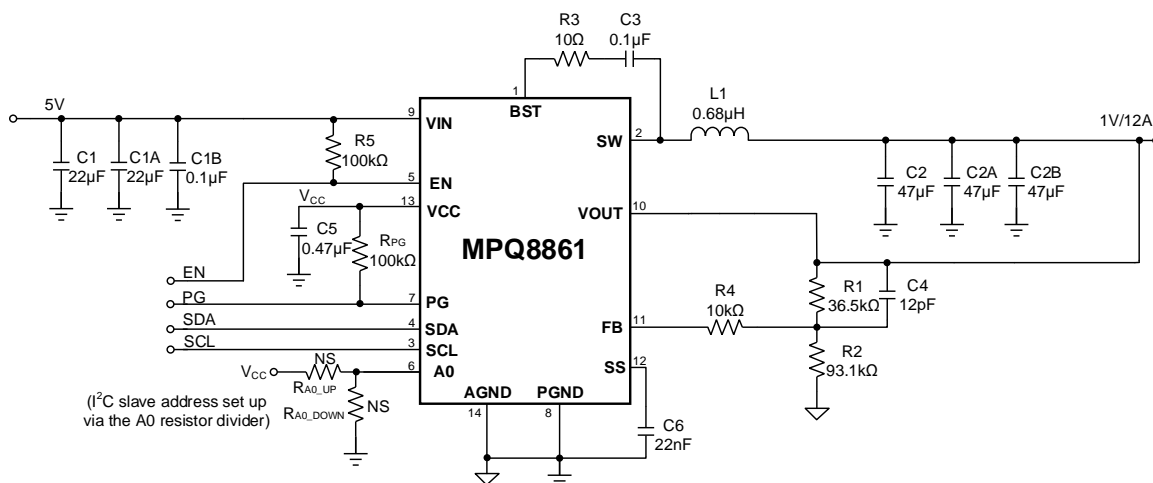 R3
10Ω
C3
0.1µF
1
BST
5V
9
VIN
C1
22µF
C1A
22µF
C1B
0.1µF
R5
100kΩ
5
EN
VCC
13
VCC
C5
0.47µF
RPG
100kΩ
MPQ8861
SW
2
L1
0.68µH
1V/12A
C2
47µF
C2A
47µF
C2B
47µF
VOUT
10
EN
PG
7
PG
SDA
4
SDA
SCL
3
SCL
R4
10kΩ
R1
36.5kΩ
C4
12pF
FB
11
R2
93.1kΩ
SS
12
VCC
NS
RA0_UP
6
A0
RA0_DOWN
NS
(I²C slave address set up
via the A0 resistor divider)
AGND
14
PGND
8
C6
22nF